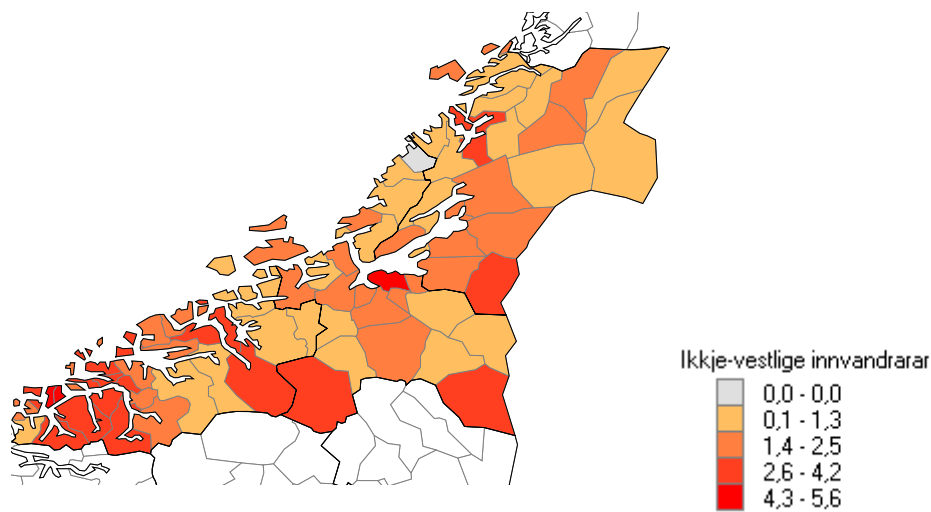 Ikkje-vestlige innvandrarar
0,0 - 0,0
0,1 - 1,3
1,4 - 2,5
2,6 - 4,2
4,3 - 5,6